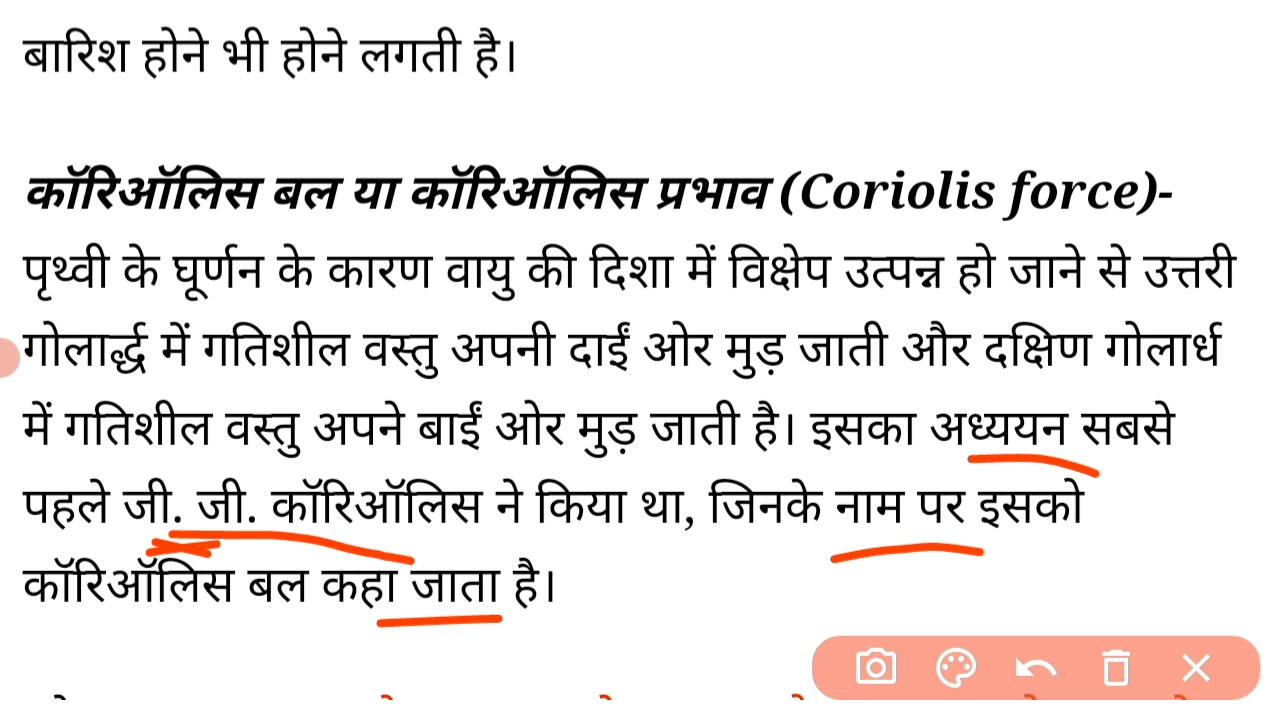 बारिश होने भी होने लगती है।
कॉरिऑलिस बल या कॉरिऑलिस प्रभाव (Coriolis force)-
पृथ्वी के घूर्णन के कारण वायु की दिशा में विक्षेप उत्पन्न हो जाने से उत्तरी
गोलार्द्ध में गतिशील वस्तु अपनी दाईं ओर मुड़ जाती और दक्षिण गोलार्ध
में गतिशील वस्तु अपने बाईं ओर मुड़ जाती है। इसका अध्ययन सबसे
पहले जी. जी. कॉरिऑलिस ने किया था, जिनके नाम पर इसको
कॉरिऑलिस बल कहा जाता है।